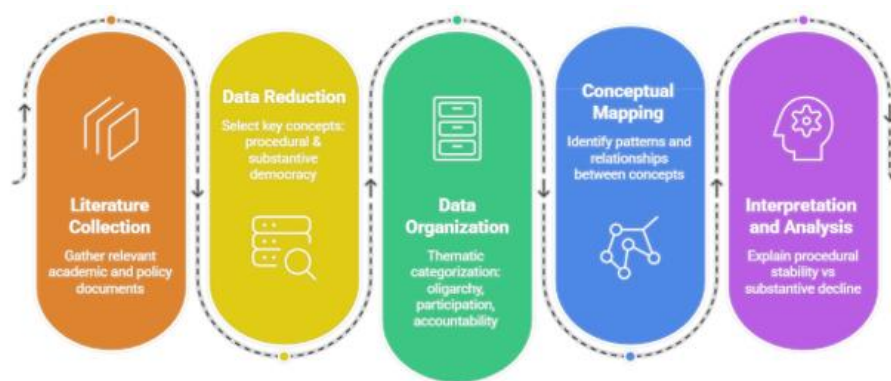 Literature
Collection
Gather relevant
academic and policy
documents
Data Reduction
Select key concepts:
procedural &
substantive
democracy
Data
Organization
Thematic
categorization:
oligarchy,
participation,
accountability
Conceptual
Mapping
Identify patterns and
relationships
between concepts
Interpretation
and Analysis
Explain procedural
stability vs
substantive decline